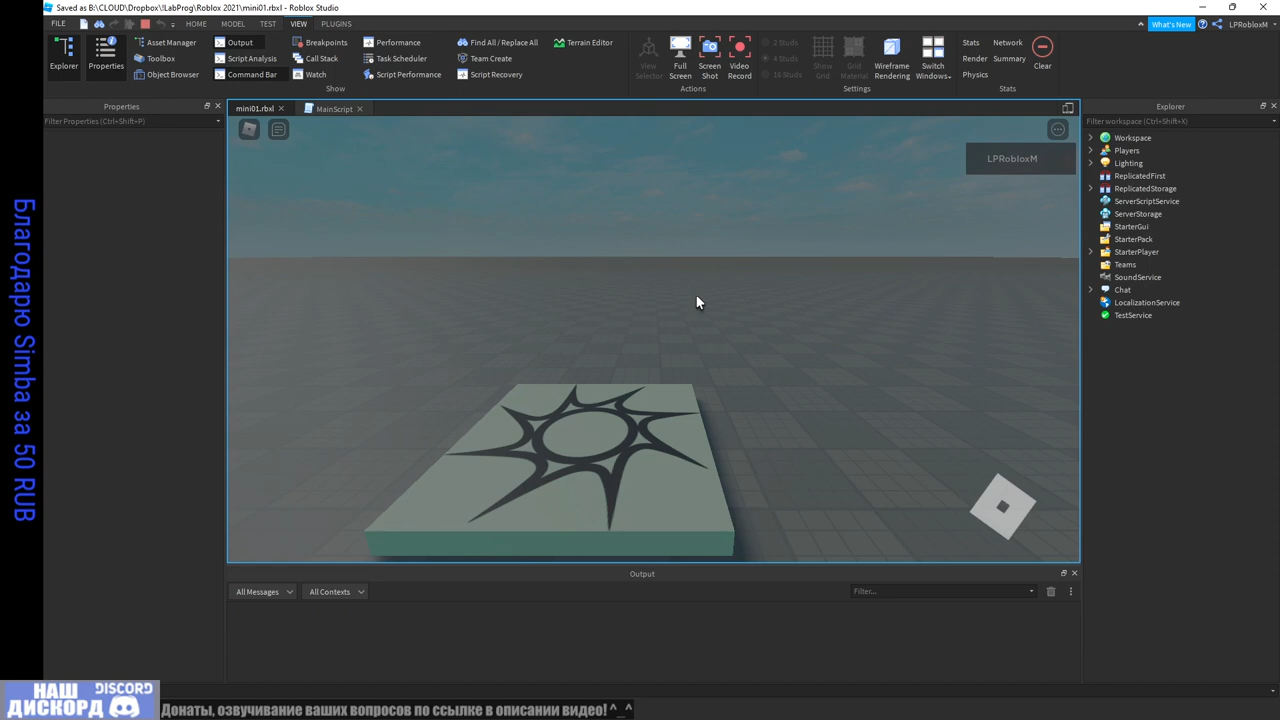 Saved as B:\CLOUD\Dropbox\!LabProg\Roblox 2021\mini01.rbxl - Roblox Studio
FILE HOME MODEL TEST VIEW PLUGINS What's New LPRobloxM
Explorer Properties
Asset Manager Output Breakpoints Performance Find All / Replace All Terrain Editor
Toolbox Script Analysis Call Stack Task Scheduler Team Create
Object Browser Command Bar Watch Script Performance Script Recovery
Show
View Selector Full Screen Screen Shot Video Record
Actions
2 Studs
4 Studs
16 Studs
Show Grid Grid Material Wireframe Rendering Switch Windows
Settings
Stats Network
Render Summary
Physics
Clear
Stats
Properties
Filter Properties (Ctrl+Shift+P)
mini01.rbxl MainScript
LPRobloxM
Explorer
Filter workspace (Ctrl+Shift+X)
Workspace
Players
Lighting
ReplicatedFirst
ReplicatedStorage
ServerScriptService
ServerStorage
StarterGui
StarterPack
StarterPlayer
Teams
SoundService
Chat
LocalizationService
TestService
Output
All Messages All Contexts Filter...
Благодарю Simba за 50 RUB
НАШ ДИСКОРД
DISCORD
Донаты, озвучивание ваших вопросов по ссылке в описании видео! ^_^